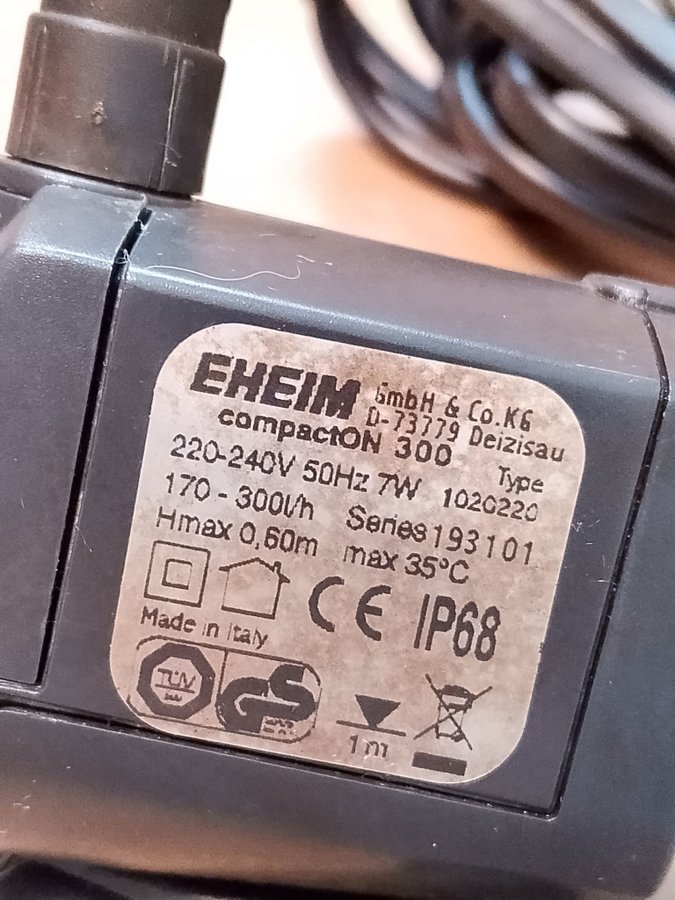 EHEIM GmbH & Co.KG
D-73779 Deizisau
compactON 300
Type
220-240V 50Hz 7W 1020220
170 - 300l/h Series 193101
Hmax 0,60m max 35°C
CE IP68
Made in Italy
TÜV GS
1m